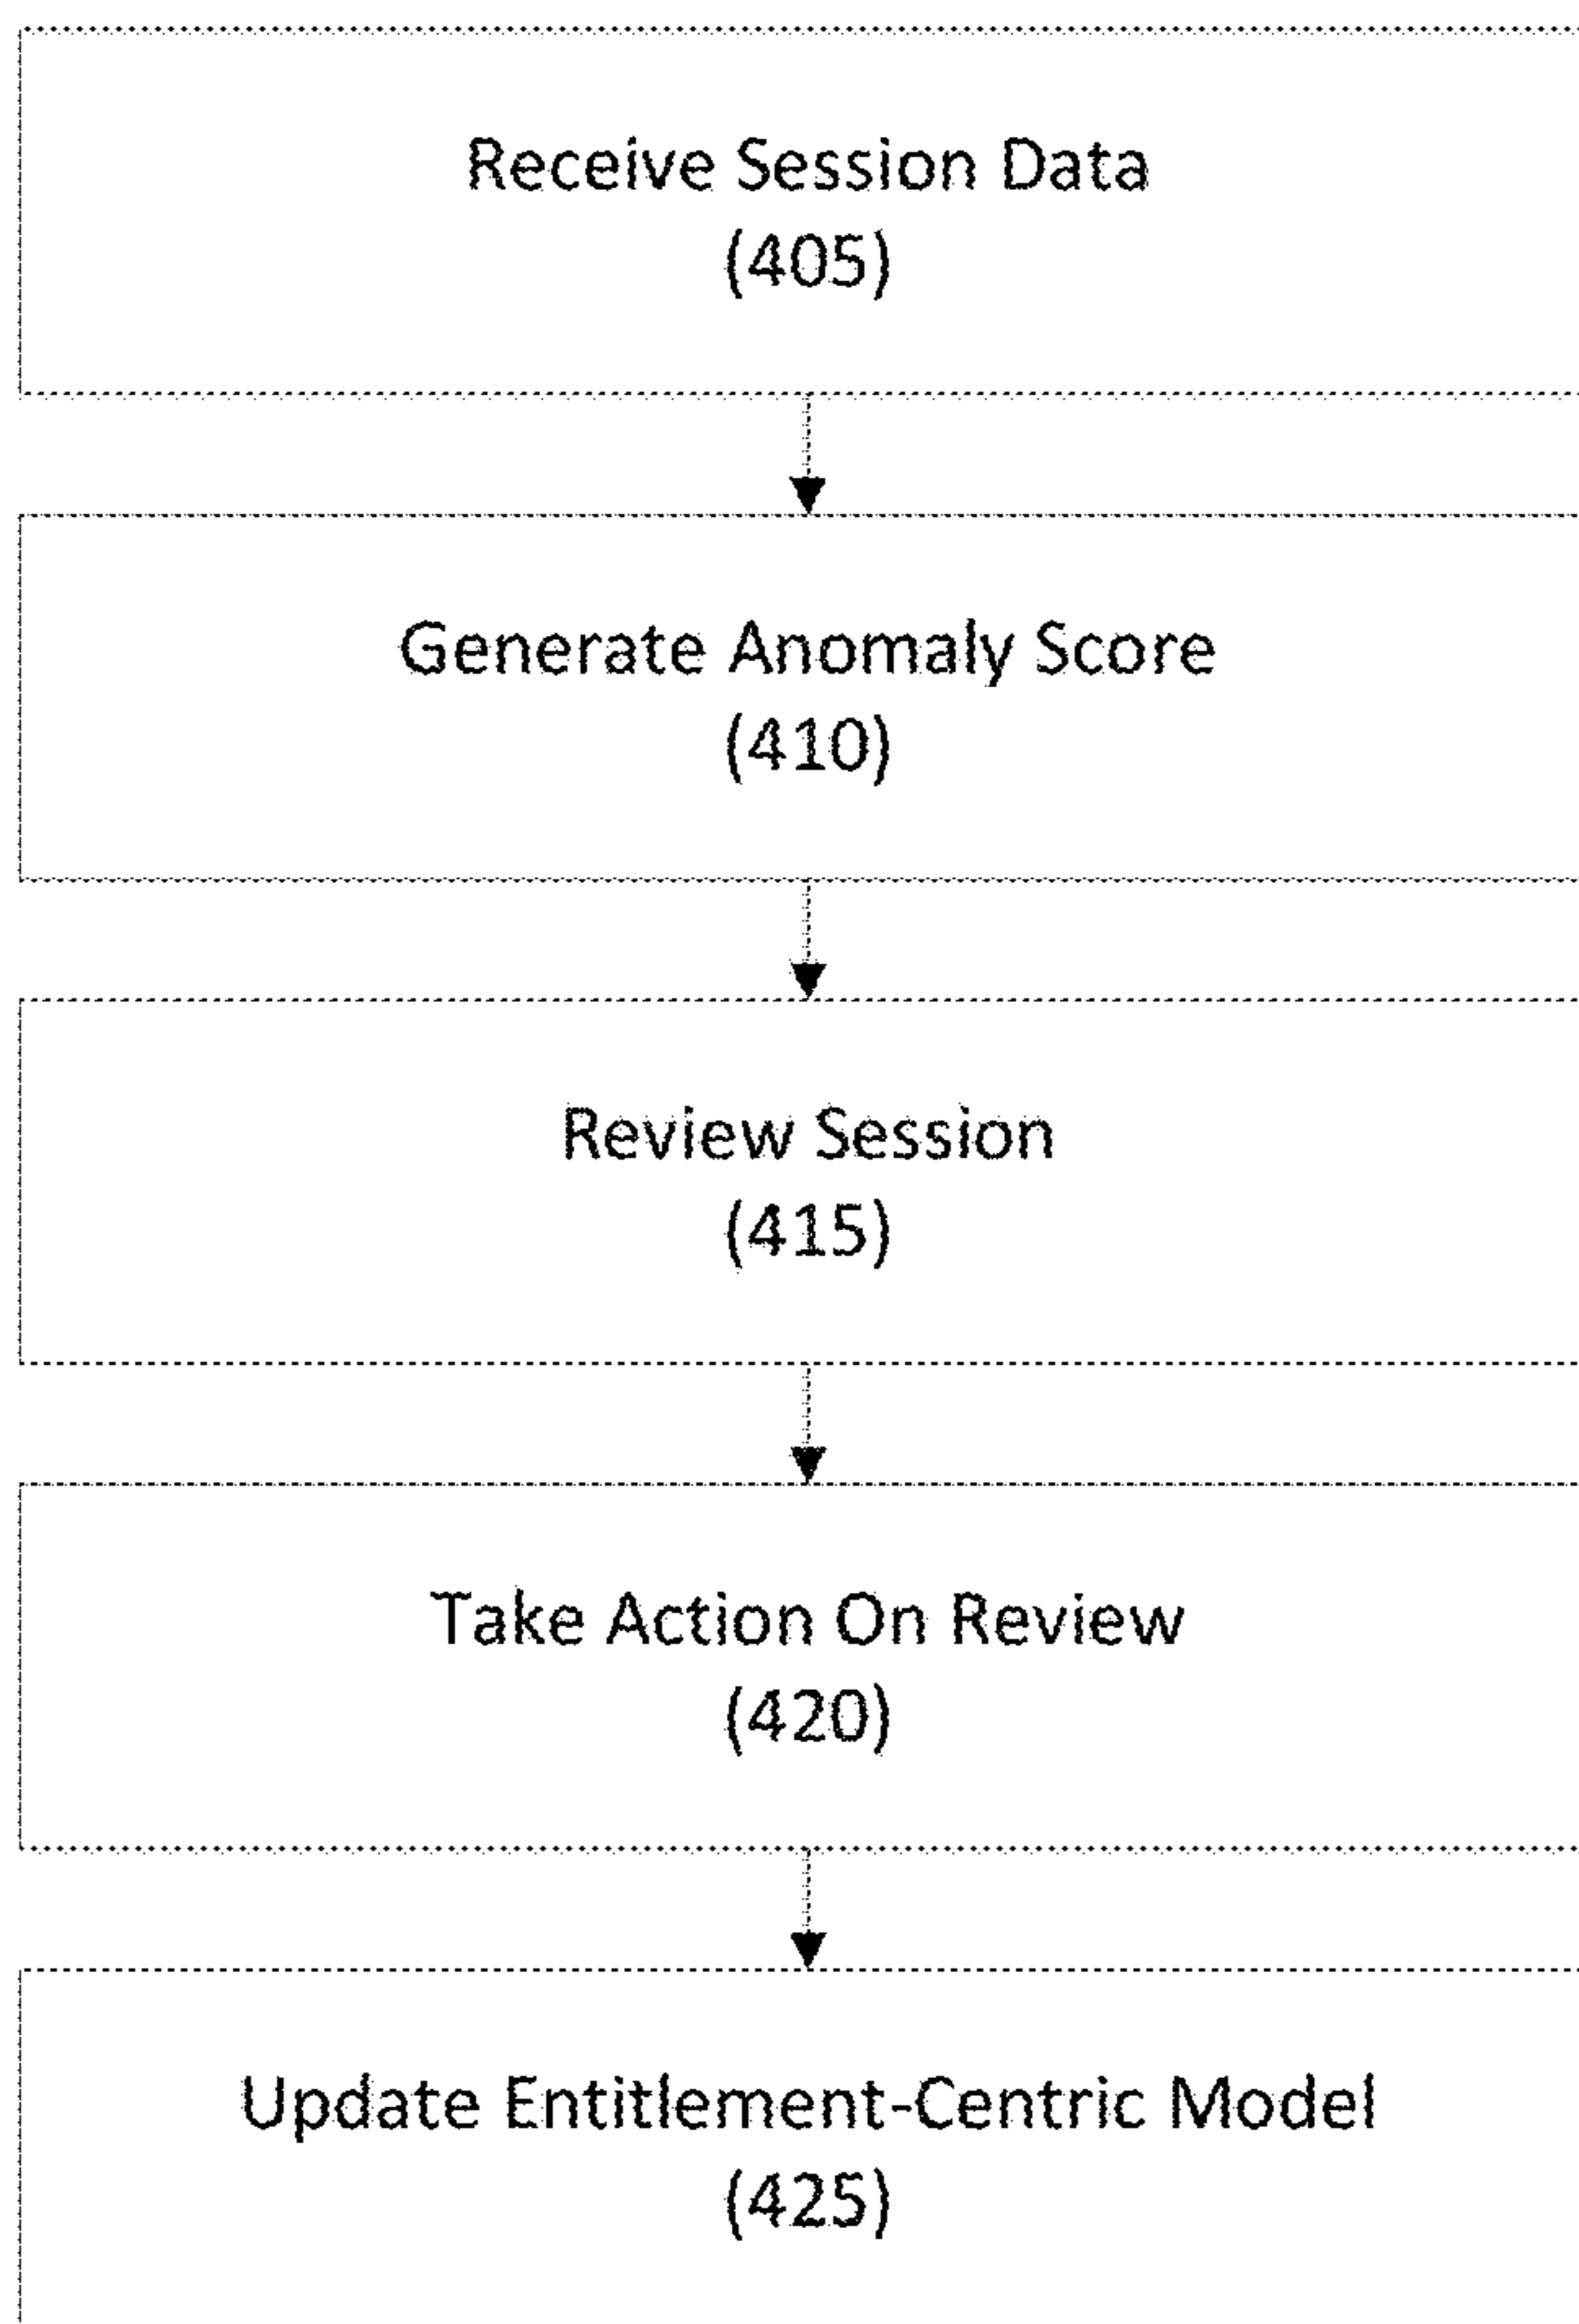 Receive Session Data
(405)
Generate Anomaly Score
(410)
Review Session
(415)
Take Action On Review
(420)
Update Entitlement-Centric Model
(425)